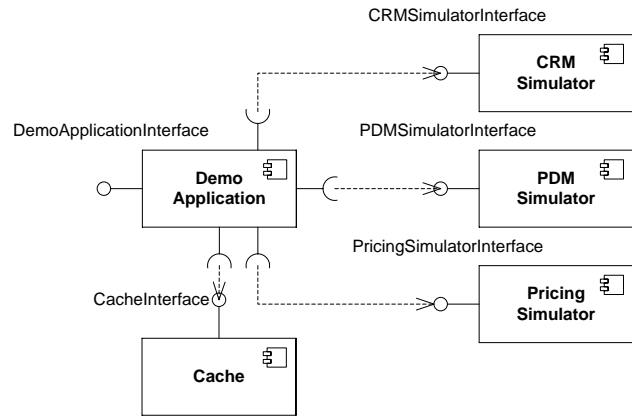 CRMSimulatorInterface
CRM
Simulator
DemoApplicationInterface
PDMSimulatorInterface
Demo
Application
PDM
Simulator
PricingSimulatorInterface
CacheInterface
Pricing
Simulator
Cache